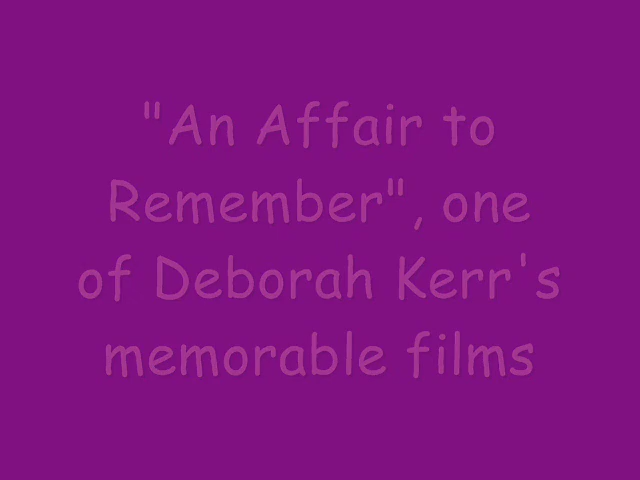 "An Affair to
Remember", one
of Deborah Kerr's
memorable films